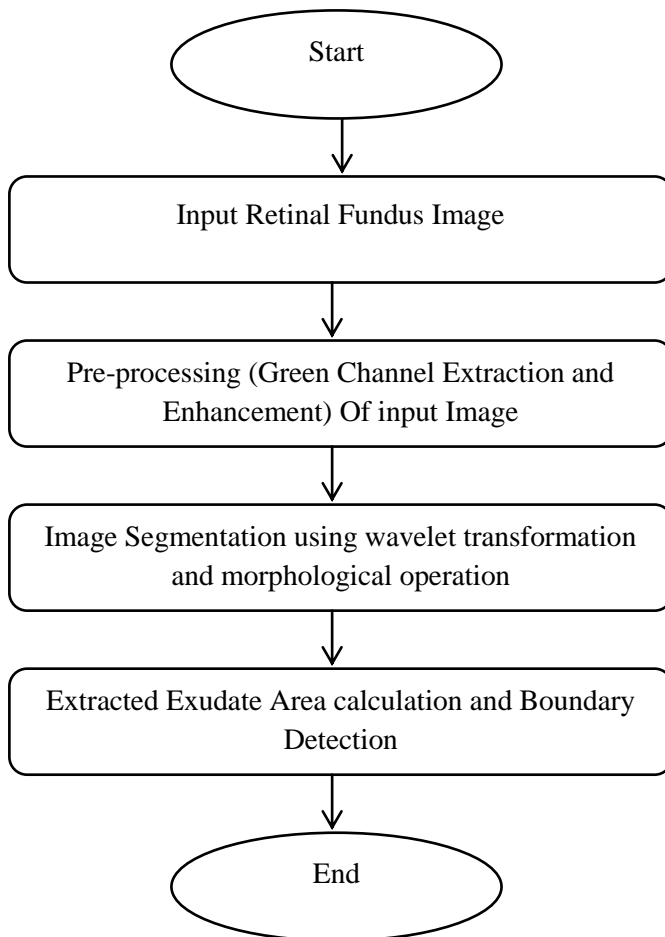 Start
Input Retinal Fundus Image
Pre-processing (Green Channel Extraction and
Enhancement) Of input Image
Image Segmentation using wavelet transformation
and morphological operation
Extracted Exudate Area calculation and Boundary
Detection
End